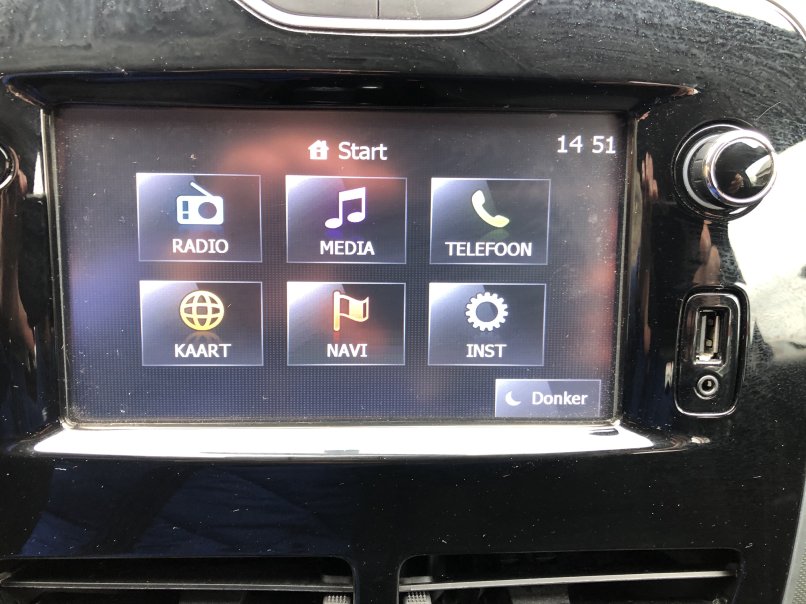 Start
14 51
RADIO
MEDIA
TELEFOON
KAART
NAVI
INST
Donker